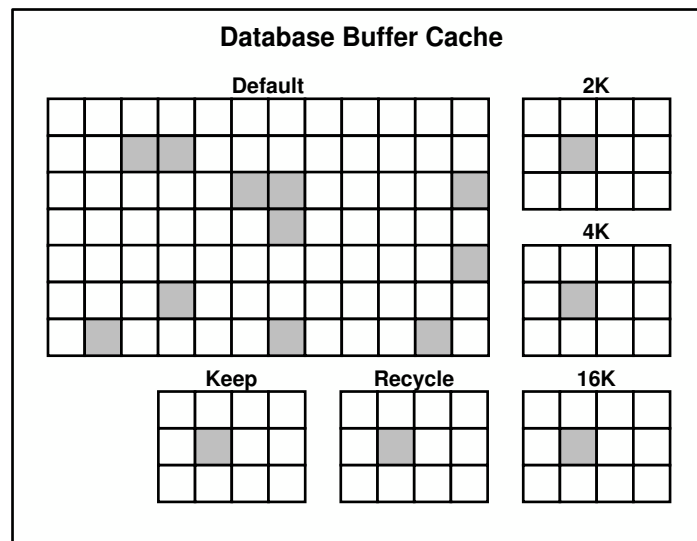 Database Buffer Cache
Default
2K
4K
Keep
Recycle
16K